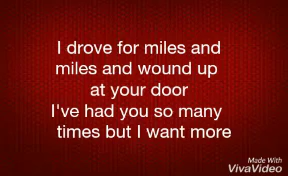 I drove for miles and
miles and wound up
at your door
I've had you so many
times but I want more
Made With
VivaVideo